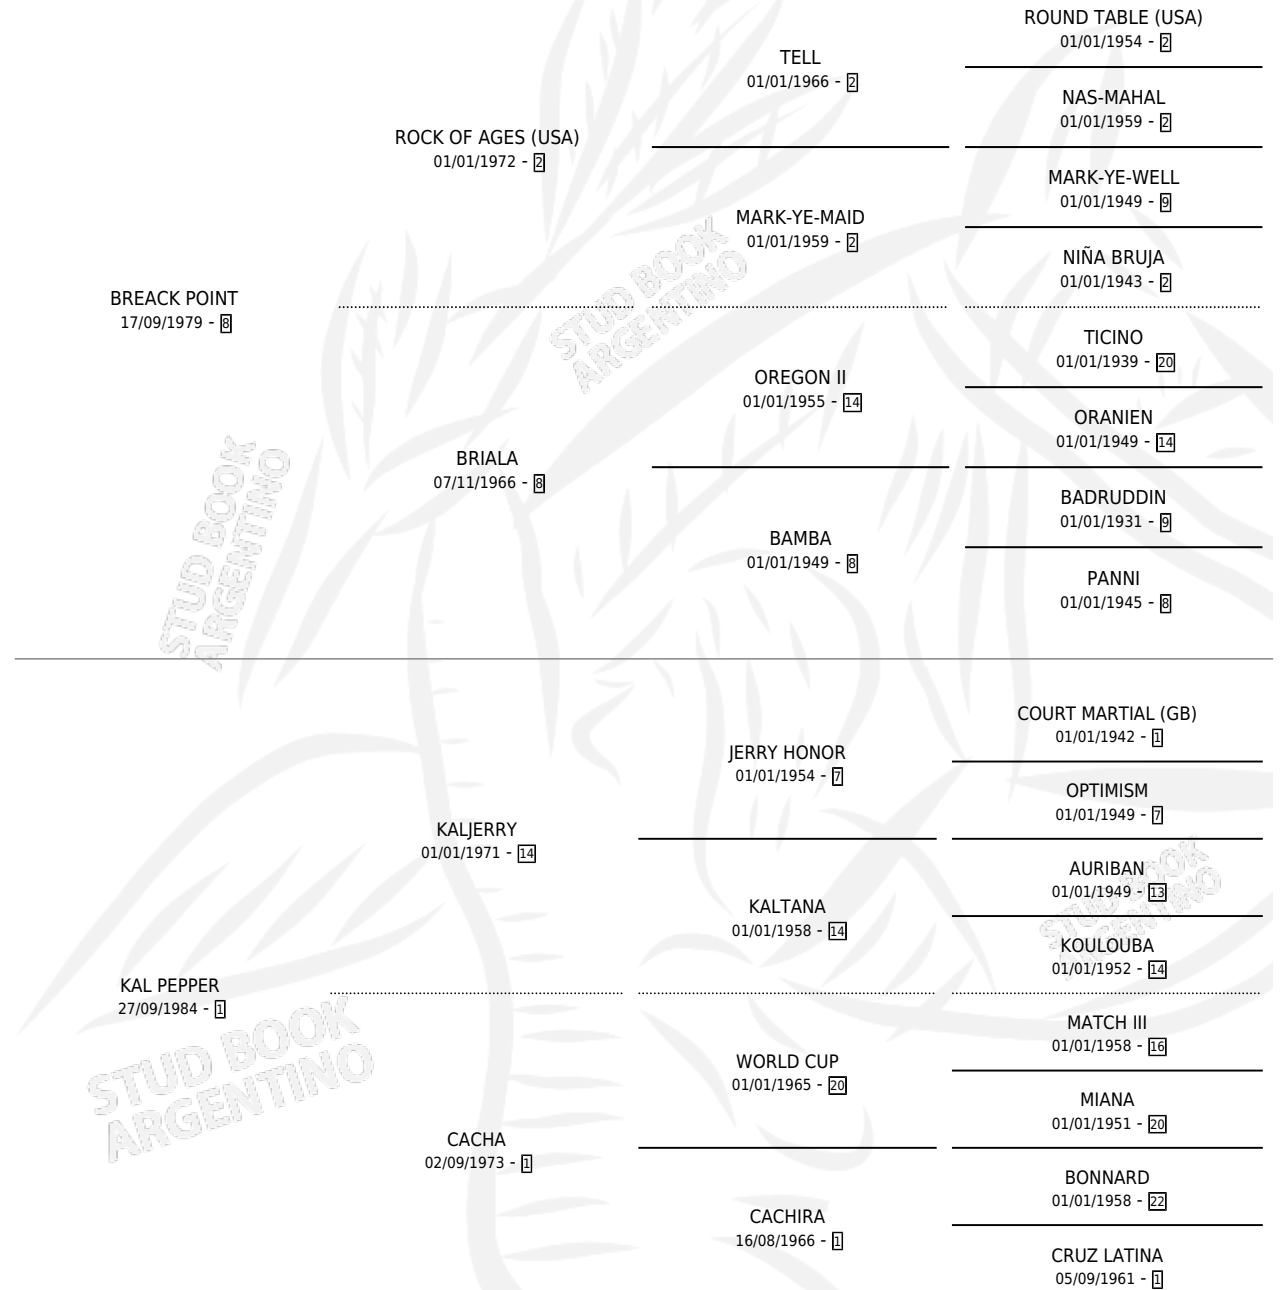 ROUND TABLE (USA)
01/01/1954 - 2
TELL
01/01/1966 - 2
NAS-MAHAL
01/01/1959 - 2
ROCK OF AGES (USA)
01/01/1972 - 2
MARK-YE-WELL
01/01/1949 - 9
MARK-YE-MAID
01/01/1959 - 2
NIÑA BRUJA
01/01/1943 - 2
BREACK POINT
17/09/1979 - 8
TICINO
01/01/1939 - 20
OREGON II
01/01/1955 - 14
ORANIEN
01/01/1949 - 14
BRIALA
07/11/1966 - 8
BADRUDDIN
01/01/1931 - 9
BAMBA
01/01/1949 - 8
PANNI
01/01/1945 - 8
COURT MARTIAL (GB)
01/01/1942 - 1
JERRY HONOR
01/01/1954 - 7
OPTIMISM
01/01/1949 - 7
KALJERRY
01/01/1971 - 14
AURIBAN
01/01/1949 - 13
KALTANA
01/01/1958 - 14
KOULOUBA
01/01/1952 - 14
KAL PEPPER
27/09/1984 - 1
MATCH III
01/01/1958 - 16
WORLD CUP
01/01/1965 - 20
MIANA
01/01/1951 - 20
CACHA
02/09/1973 - 1
BONNARD
01/01/1958 - 22
CACHIRA
16/08/1966 - 1
CRUZ LATINA
05/09/1961 - 1
STUD BOOK
ARGENTINO
STUD BOOK
ARGENTINO
STUD BOOK
ARGENTINO
STUD BOOK
ARGENTINO